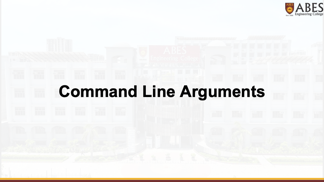 ABES
Engineering College
Command Line Arguments